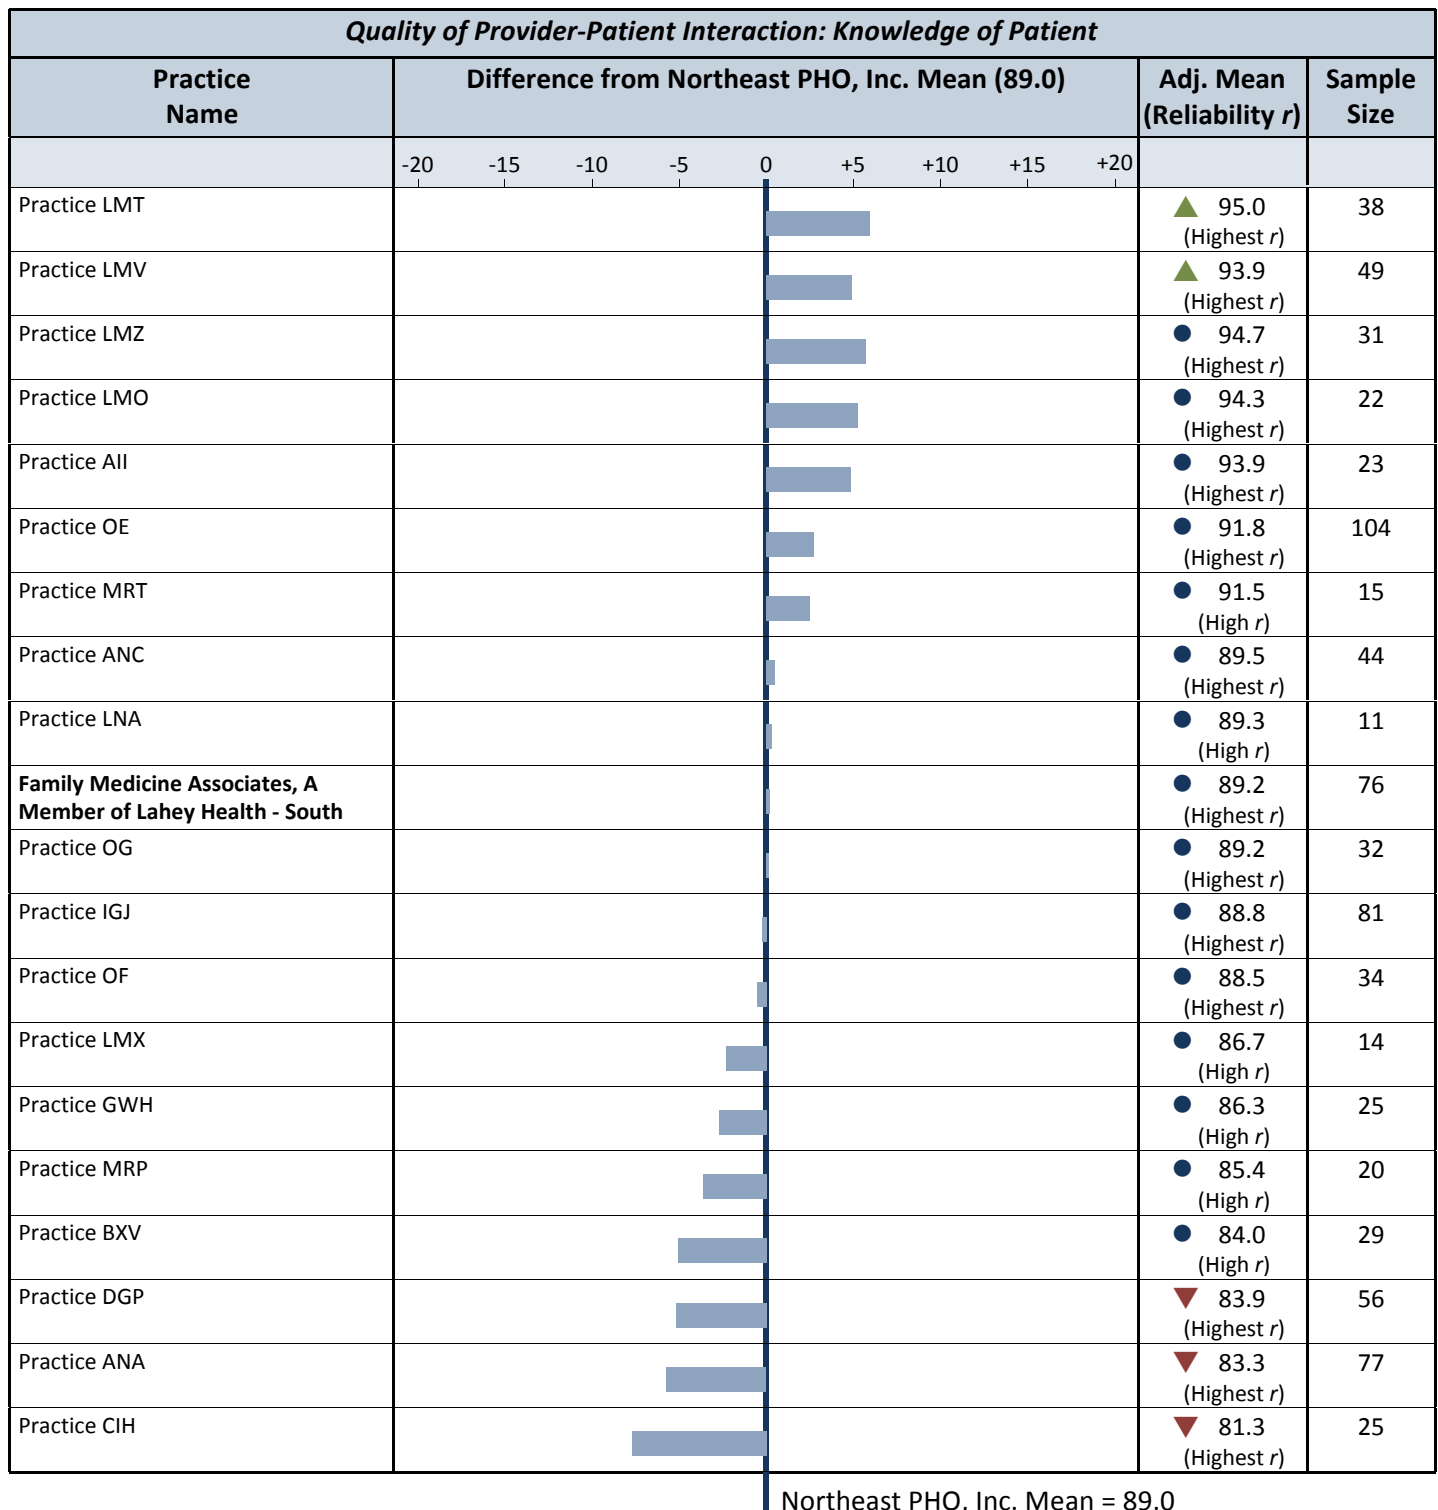 Quality of Provider-Patient Interaction: Knowledge of Patient
Practice Name Difference from Northeast PHO, Inc. Mean (89.0) Adj. Mean (Reliability r) Sample Size
-20 -15 -10 -5 0 +5 +10 +15 +20
Practice LMT 95.0 38
(Highest r)
Practice LMV 93.9 49
(Highest r)
Practice LMZ 94.7 31
(Highest r)
Practice LMO 94.3 22
(Highest r)
Practice AII 93.9 23
(Highest r)
Practice OE 91.8 104
(Highest r)
Practice MRT 91.5 15
(High r)
Practice ANC 89.5 44
(Highest r)
Practice LNA 89.3 11
(High r)
Family Medicine Associates, A 89.2 76
Member of Lahey Health - South (Highest r)
Practice OG 89.2 32
(Highest r)
Practice IGJ 88.8 81
(Highest r)
Practice OF 88.5 34
(Highest r)
Practice LMX 86.7 14
(High r)
Practice GWH 86.3 25
(High r)
Practice MRP 85.4 20
(High r)
Practice BXV 84.0 29
(High r)
Practice DGP 83.9 56
(Highest r)
Practice ANA 83.3 77
(Highest r)
Practice CIH 81.3 25
(Highest r)
Northeast PHO, Inc. Mean = 89.0